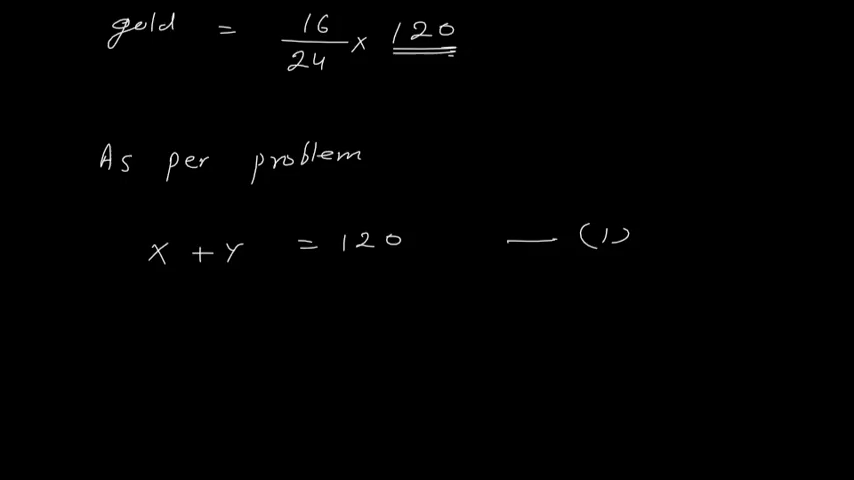 gold = 16/24 x 120
As per problem
X + Y = 120 — (1)